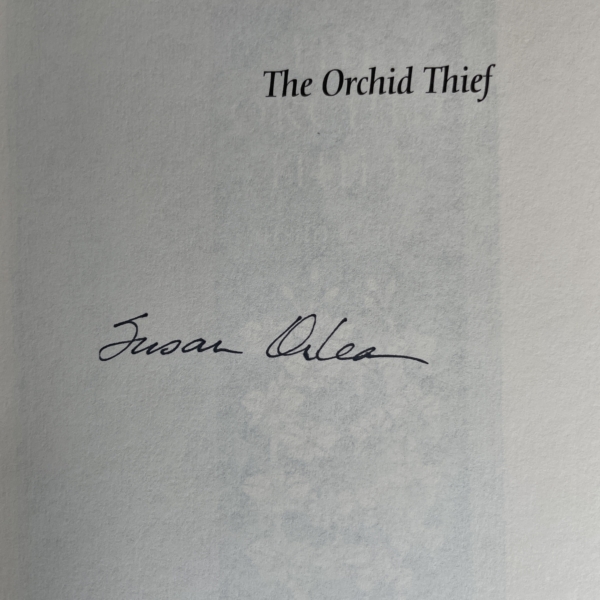 The Orchid Thief
Susan Orlean